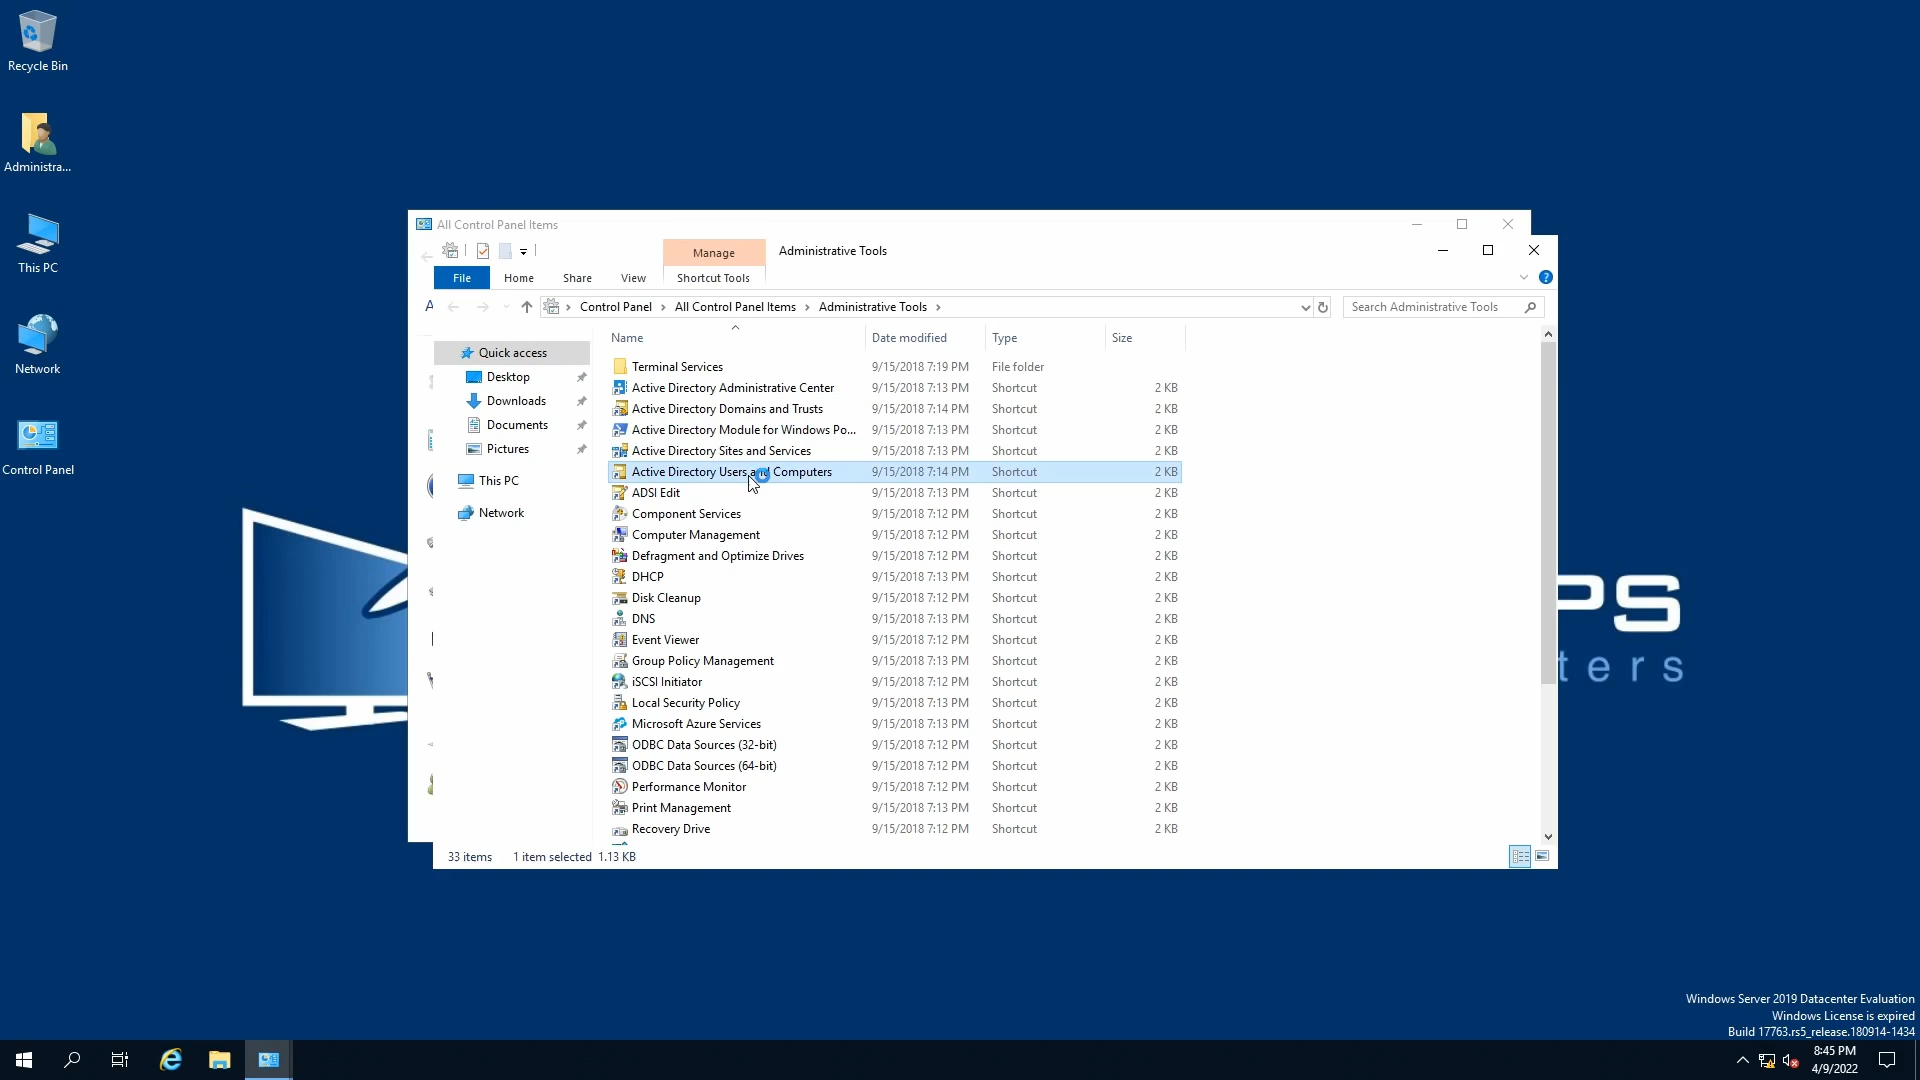 Recycle Bin
Administra...
This PC
Network
Control Panel
All Control Panel Items
Manage
Administrative Tools
File
Home
Share
View
Shortcut Tools
A
Control Panel
All Control Panel Items
Administrative Tools
Search Administrative Tools
Name
Date modified
Type
Size
Quick access
Desktop
Downloads
Documents
Pictures
This PC
Network
Terminal Services 9/15/2018 7:19 PM File folder
Active Directory Administrative Center 9/15/2018 7:13 PM Shortcut 2 KB
Active Directory Domains and Trusts 9/15/2018 7:14 PM Shortcut 2 KB
Active Directory Module for Windows Po... 9/15/2018 7:13 PM Shortcut 2 KB
Active Directory Sites and Services 9/15/2018 7:13 PM Shortcut 2 KB
Active Directory Users and Computers 9/15/2018 7:14 PM Shortcut 2 KB
ADSI Edit 9/15/2018 7:13 PM Shortcut 2 KB
Component Services 9/15/2018 7:12 PM Shortcut 2 KB
Computer Management 9/15/2018 7:12 PM Shortcut 2 KB
Defragment and Optimize Drives 9/15/2018 7:12 PM Shortcut 2 KB
DHCP 9/15/2018 7:13 PM Shortcut 2 KB
Disk Cleanup 9/15/2018 7:12 PM Shortcut 2 KB
DNS 9/15/2018 7:13 PM Shortcut 2 KB
Event Viewer 9/15/2018 7:12 PM Shortcut 2 KB
Group Policy Management 9/15/2018 7:13 PM Shortcut 2 KB
iSCSI Initiator 9/15/2018 7:12 PM Shortcut 2 KB
Local Security Policy 9/15/2018 7:13 PM Shortcut 2 KB
Microsoft Azure Services 9/15/2018 7:13 PM Shortcut 2 KB
ODBC Data Sources (32-bit) 9/15/2018 7:12 PM Shortcut 2 KB
ODBC Data Sources (64-bit) 9/15/2018 7:12 PM Shortcut 2 KB
Performance Monitor 9/15/2018 7:12 PM Shortcut 2 KB
Print Management 9/15/2018 7:13 PM Shortcut 2 KB
Recovery Drive 9/15/2018 7:12 PM Shortcut 2 KB
33 items 1 item selected 1.13 KB
PS
ters
Windows Server 2019 Datacenter Evaluation
Windows License is expired
Build 17763.rs5_release.180914-1434
8:45 PM
4/9/2022